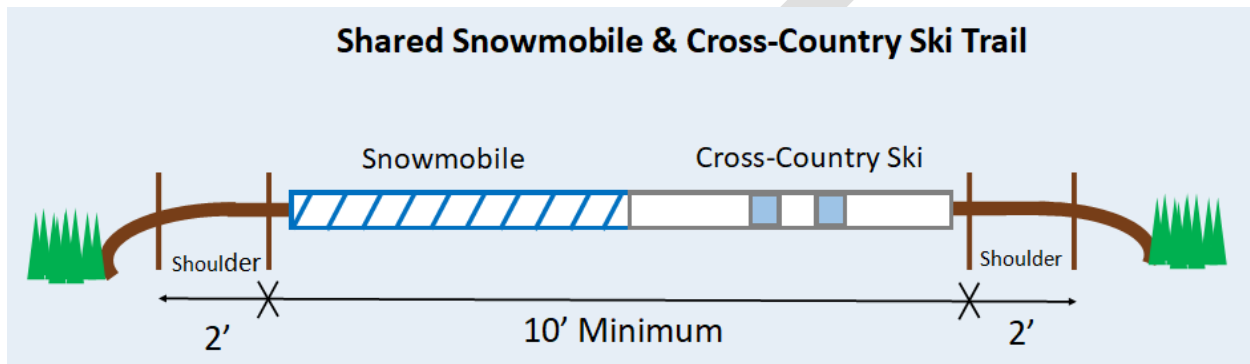 Shared Snowmobile & Cross-Country Ski Trail
Snowmobile
Cross-Country Ski
Shoulder
Shoulder
2’
10’ Minimum
2’